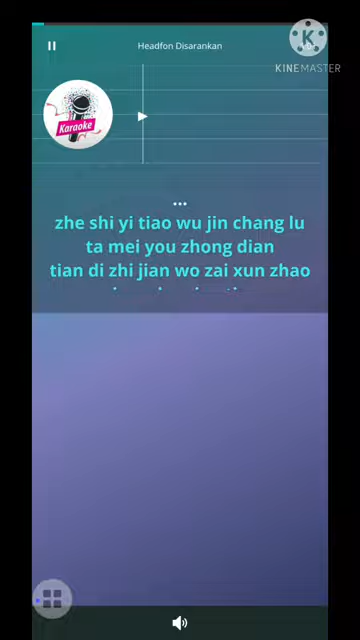 Headfon Disarankan
KINEMASTER
Karaoke
zhe shi yi tiao wu jin chang lu
ta mei you zhong dian
tian di zhi jian wo zai xun zhao